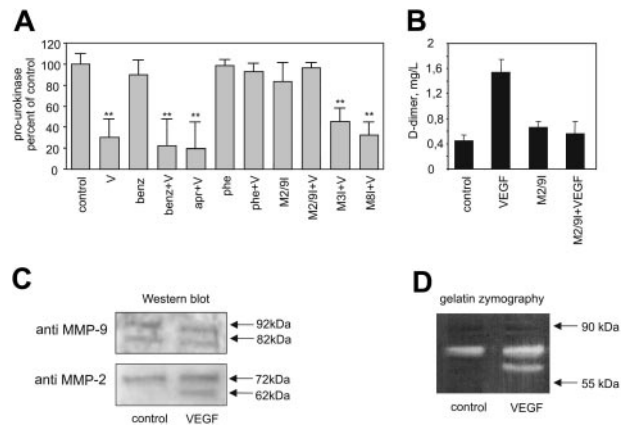 A
pro-urokinase
percent of control
120
100
80
60
40
20
0
**
**
**
**
**
control
V
benz
benz+V
apr+V
phe
phe+V
M2/9I
M2/9I+V
M3I+V
M8I+V
B
D-dimer, mg/L
2
1,6
1,2
0,8
0,4
0
control
VEGF
M2/9I
M2/9I+VEGF
C
Western blot
anti MMP-9
92kDa
82kDa
anti MMP-2
72kDa
62kDa
control
VEGF
D
gelatin zymography
90 kDa
55 kDa
control
VEGF